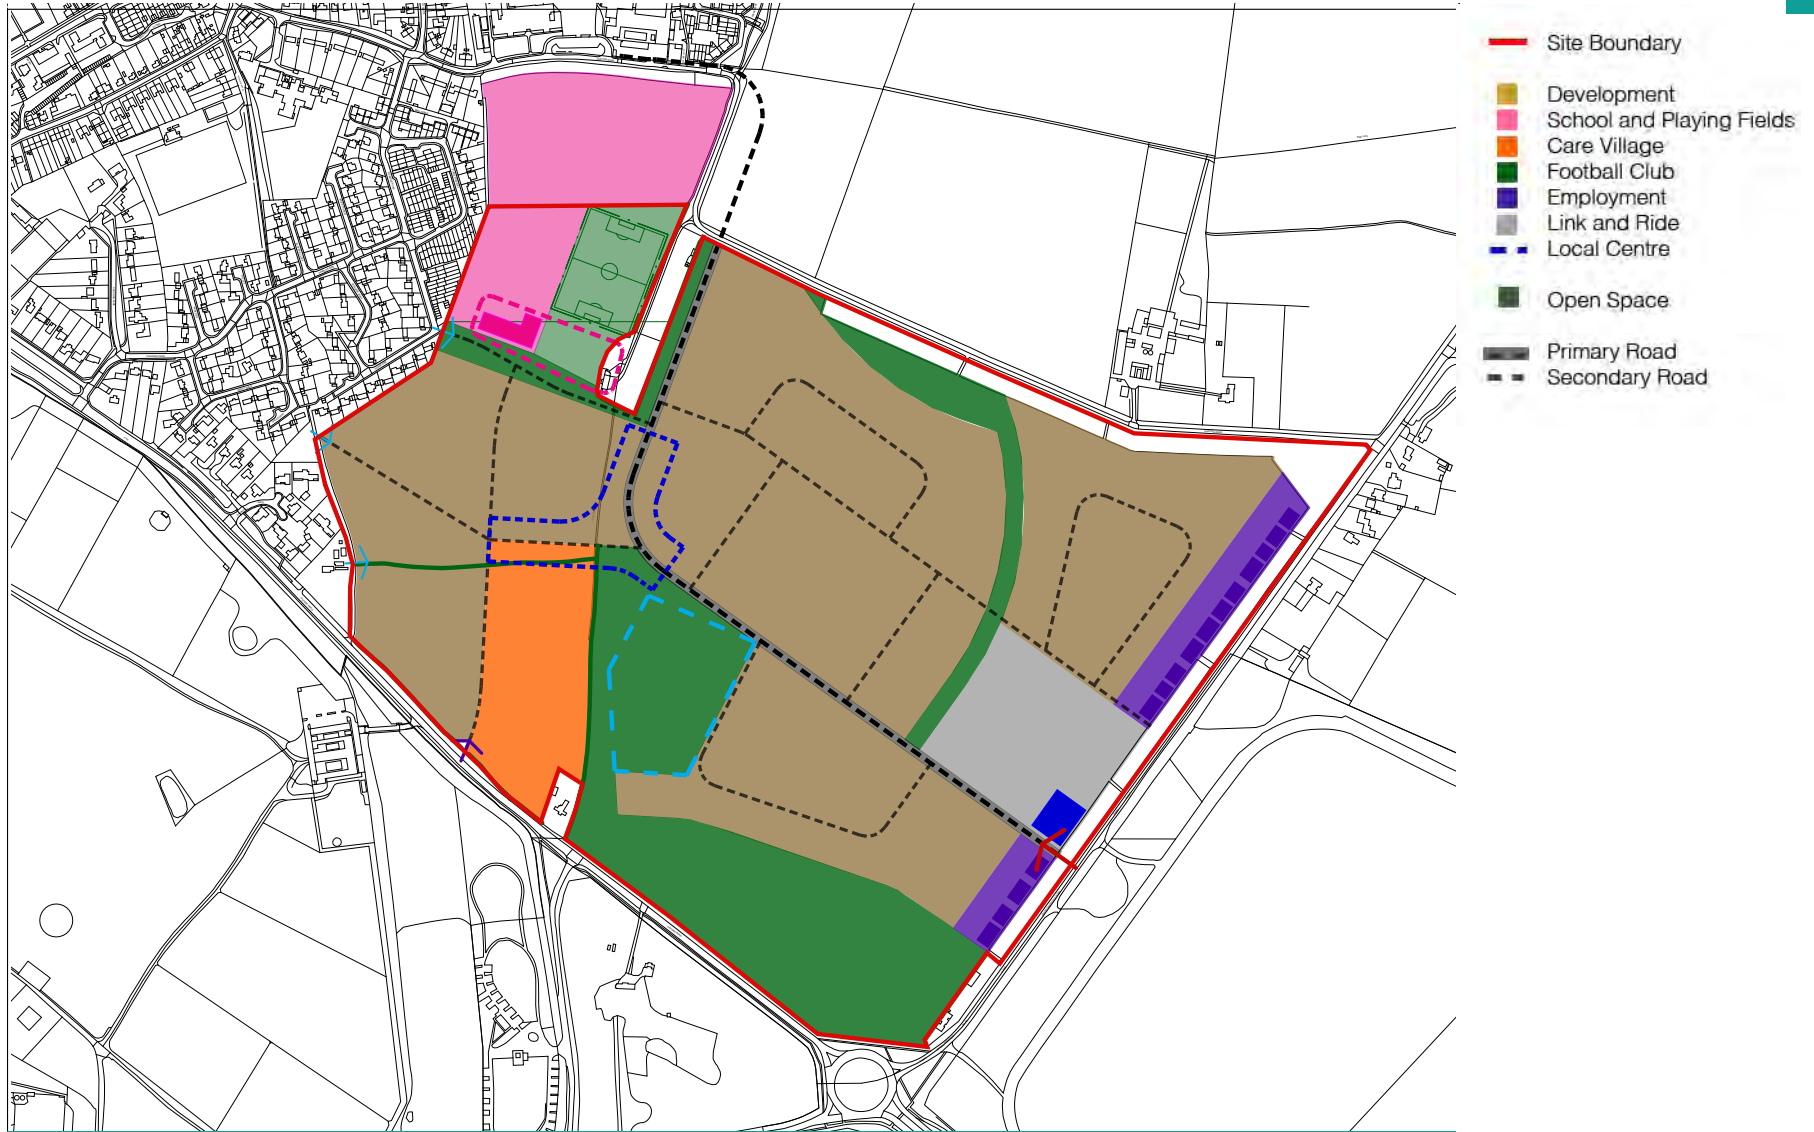 Site Boundary
Development
School and Playing Fields
Care Village
Football Club
Employment
Link and Ride
Local Centre
Open Space
Primary Road
Secondary Road